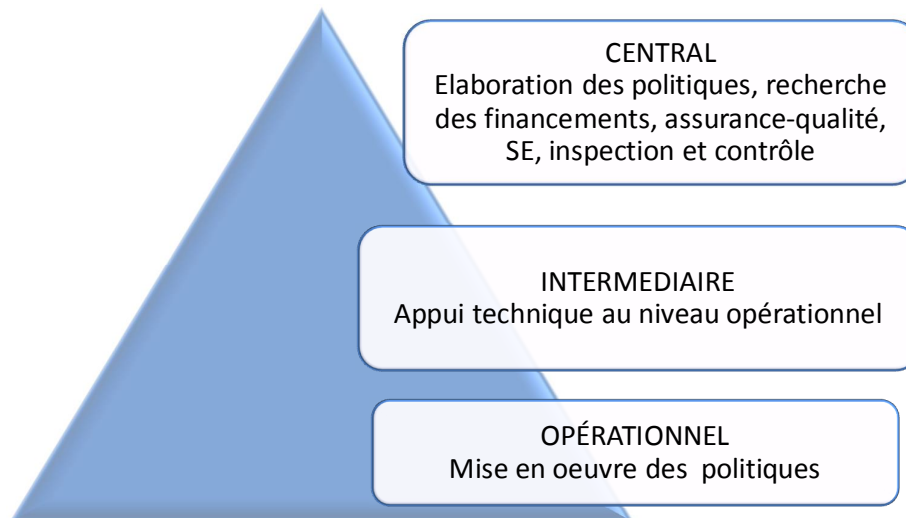 CENTRAL
Elaboration des politiques, recherche
des financements, assurance-qualité,
SE, inspection et contrôle
INTERMEDIAIRE
Appui technique au niveau opérationnel
OPÉRATIONNEL
Mise en oeuvre des politiques